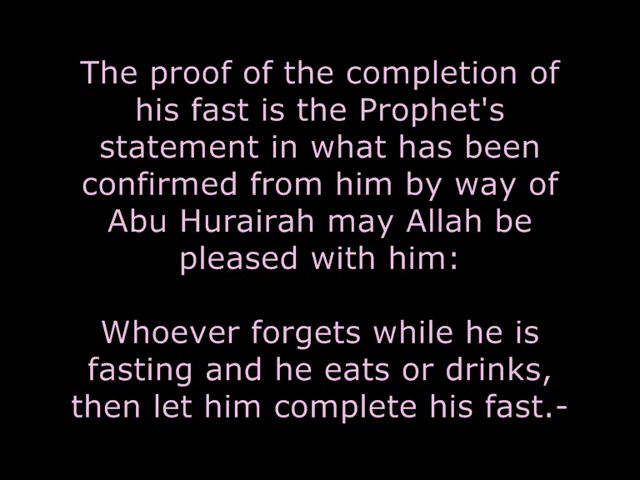 The proof of the completion of
his fast is the Prophet's
statement in what has been
confirmed from him by way of
Abu Hurairah may Allah be
pleased with him:
Whoever forgets while he is
fasting and he eats or drinks,
then let him complete his fast.-